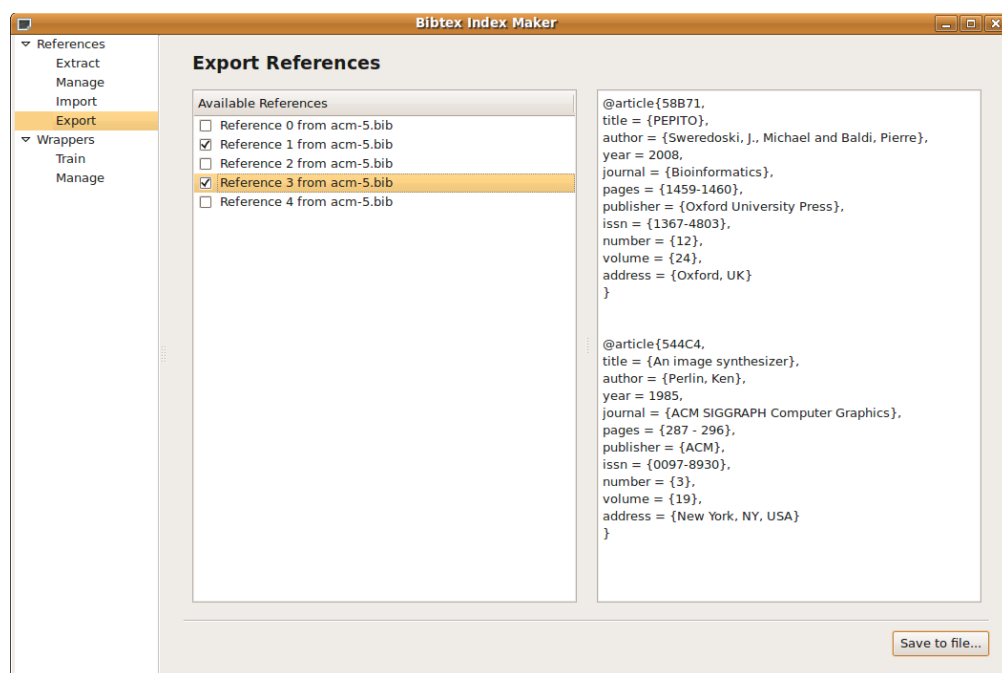 Bibtex Index Maker
References
Extract
Manage
Import
Export
Wrappers
Train
Manage
Export References
Available References
Reference 0 from acm-5.bib
Reference 1 from acm-5.bib
Reference 2 from acm-5.bib
Reference 3 from acm-5.bib
Reference 4 from acm-5.bib
@article{58B71,
title = {PEPITO},
author = {Sweredoski, J., Michael and Baldi, Pierre},
year = 2008,
journal = {Bioinformatics},
pages = {1459-1460},
publisher = {Oxford University Press},
issn = {1367-4803},
number = {12},
volume = {24},
address = {Oxford, UK}
}
@article{544C4,
title = {An image synthesizer},
author = {Perlin, Ken},
year = 1985,
journal = {ACM SIGGRAPH Computer Graphics},
pages = {287 - 296},
publisher = {ACM},
issn = {0097-8930},
number = {3},
volume = {19},
address = {New York, NY, USA}
}
Save to file...